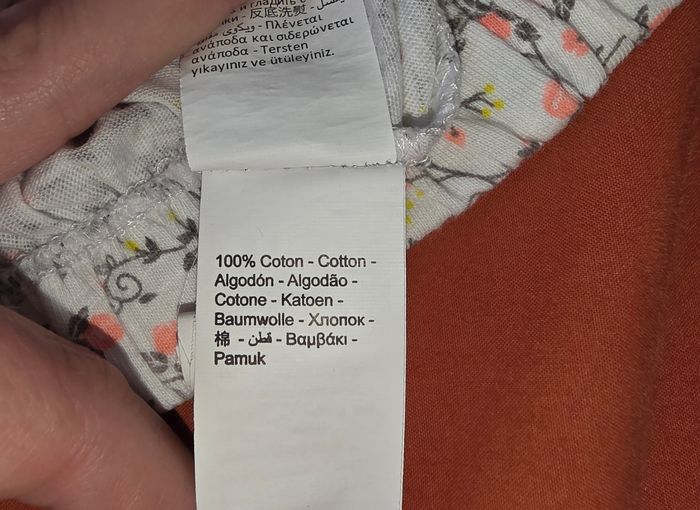 ики - 反底洗熨 -
- Πλένεται
ανάποδα και σιδερώνεται
ανάποδα - Tersten
yıkayınız ve ütüleyiniz.
100% Coton - Cotton -
Algodón - Algodão -
Cotone - Katoen -
Baumwolle - Хлопок -
棉 - قطن - Βαμβάκι -
Pamuk